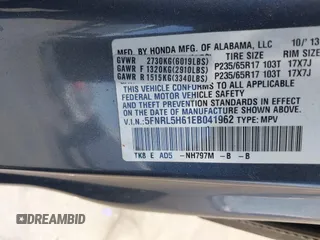 MFD. BY HONDA MFG. OF ALABAMA, LLC 10/'13
GVWR 2730KG(6019LBS) TIRE SIZE RIM SIZE
GAWR F 1320KG(2910LBS) P235/65R17 103T 17X7J
GAWR R 1515KG(3340LBS) P235/65R17 103T 17X7J
THIS VEHICLE CONFORMS TO ALL APPLICABLE
FEDERAL MOTOR VEHICLE SAFETY AND
THEFT PREVENTION STANDARDS IN EFFECT ON
THE DATE OF MANUFACTURE SHOWN ABOVE.
V.I.N.:5FNRL5H61EB041962 TYPE: MPV
TK8 E AD5 -NH797M -B -B
DREAMBID